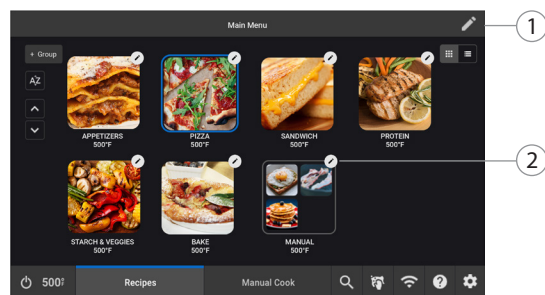 Main Menu
1
+ Group
AZ
APPETIZERS
500°F
PIZZA
500°F
SANDWICH
500°F
PROTEIN
500°F
2
STARCH & VEGGIES
500°F
BAKE
500°F
MANUAL
500°F
500°F
Recipes
Manual Cook
?